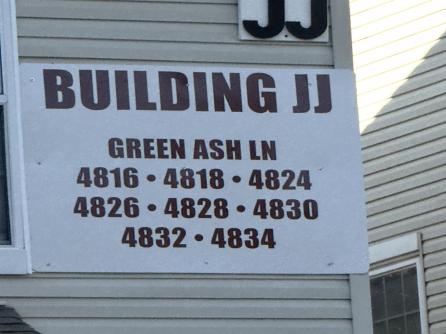 JJ
BUILDING JJ
GREEN ASH LN
4816 • 4818 • 4824
4826 • 4828 • 4830
4832 • 4834